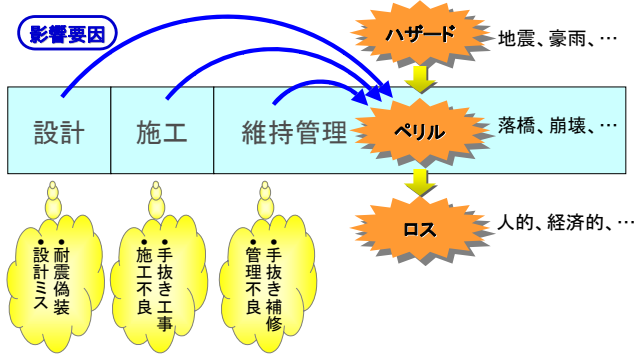 影響要因
ハザード
地震、豪雨、…
設計
施工
維持管理
ペリル
落橋、崩壊、…
ロス
人的、経済的、…
•耐震偽装
•設計ミス
•手抜き工事
•施工不良
•手抜き補修
•管理不良